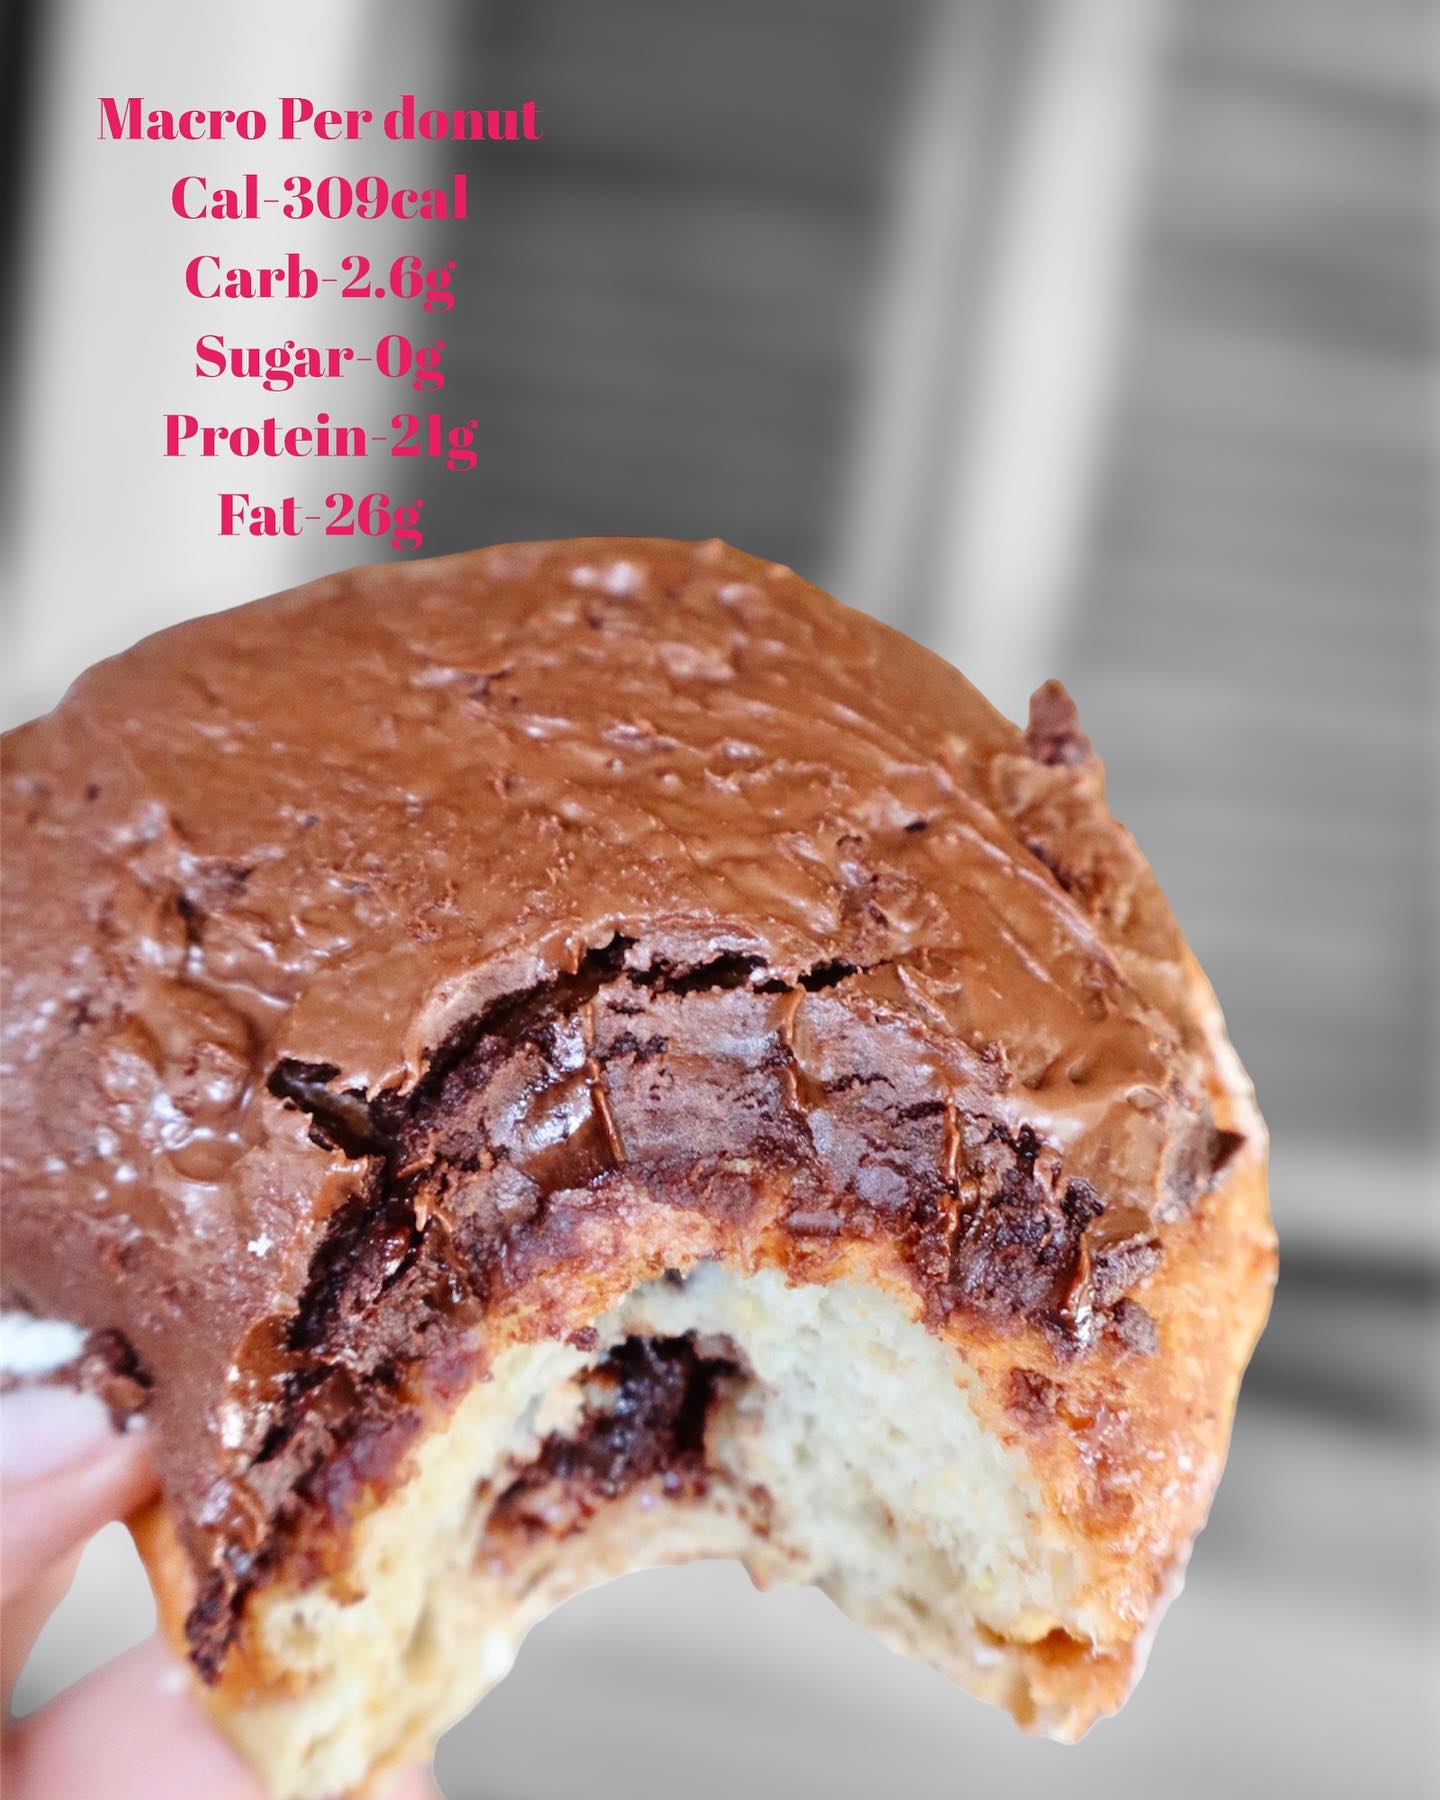 Macro Per donut
Cal-309cal
Carb-2.6g
Sugar-0g
Protein-21g
Fat-26g